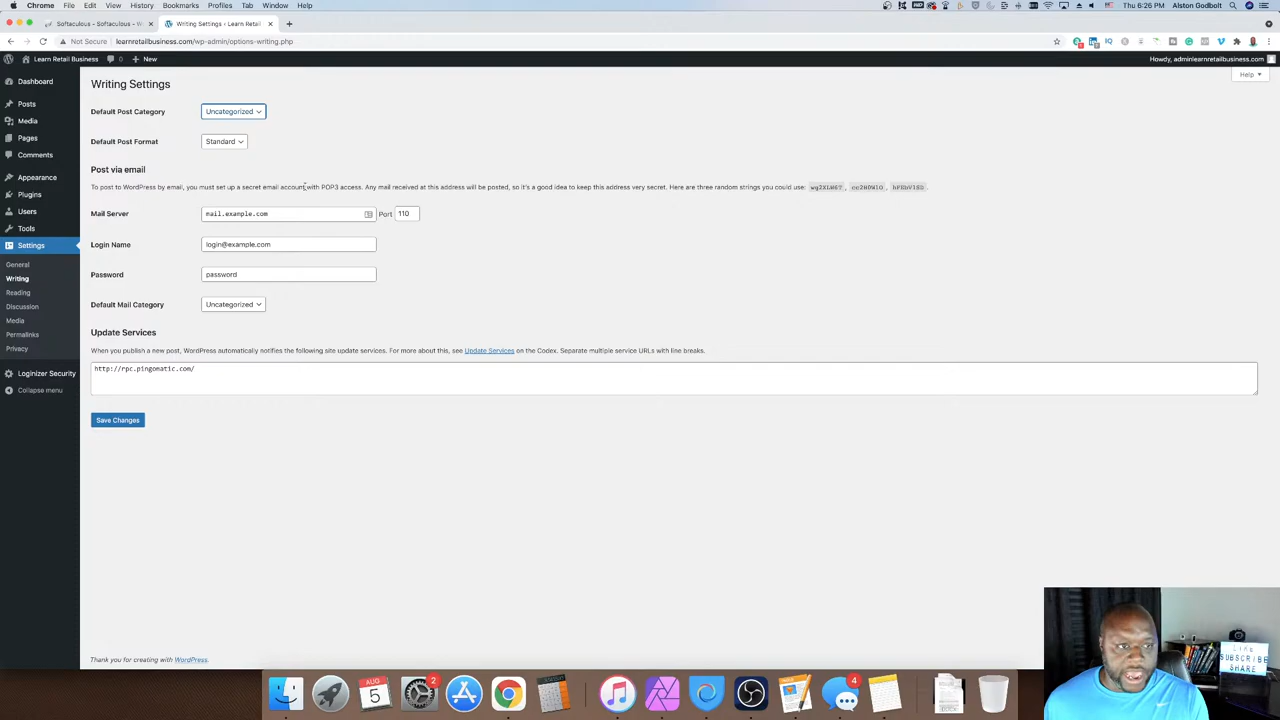 Chrome File Edit View History Bookmarks Profiles Tab Window Help
Thu 6:26 PM Alston Godbolt
Softaculous - Softaculous - W
Writing Settings ‹ Learn Retail
Not Secure learnretailbusiness.com/wp-admin/options-writing.php
Learn Retail Business 0 New
Howdy, adminlearnretailbusiness.com
Help
Dashboard
Posts
Media
Pages
Comments
Appearance
Plugins
Users
Tools
Settings
General
Writing
Reading
Discussion
Media
Permalinks
Privacy
Loginizer Security
Collapse menu
Writing Settings
Default Post Category Uncategorized
Default Post Format Standard
Post via email
To post to WordPress by email, you must set up a secret email account with POP3 access. Any mail received at this address will be posted, so it's a good idea to keep this address very secret. Here are three random strings you could use:
Mail Server mail.example.com Port 110
Login Name login@example.com
Password password
Default Mail Category Uncategorized
Update Services
When you publish a new post, WordPress automatically notifies the following site update services. For more about this, see Update Services on the Codex. Separate multiple service URLs with line breaks.
http://rpc.pingomatic.com/
Save Changes
Thank you for creating with WordPress.
AUG
5
2
4
LIKE
SUBSCRIBE
SHARE